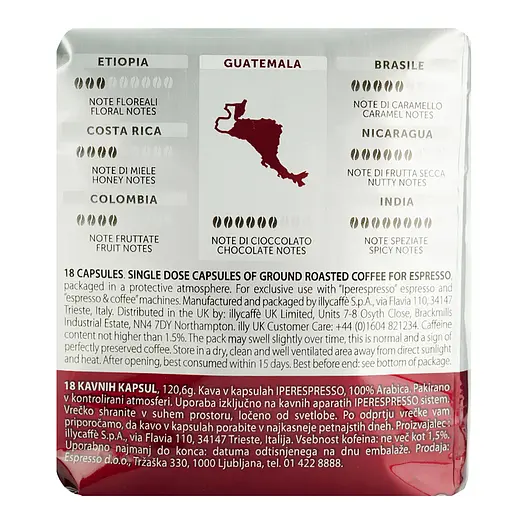 ETIOPIA
NOTE FLOREALI
FLORAL NOTES
GUATEMALA
NOTE DI CIOCCOLATO
CHOCOLATE NOTES
BRASILE
NOTE DI CARAMELLO
CARAMEL NOTES
COSTA RICA
NOTE DI MIELE
HONEY NOTES
NICARAGUA
NOTE DI FRUTTA SECCA
NUTTY NOTES
COLOMBIA
NOTE FRUTTATE
FRUIT NOTES
INDIA
NOTE SPEZIATE
SPICY NOTES
18 CAPSULES. SINGLE DOSE CAPSULES OF GROUND ROASTED COFFEE FOR ESPRESSO,
packaged in a protective atmosphere. For exclusive use with "Iperespresso" espresso and
"espresso & coffee" machines. Manufactured and packaged by illycaffè S.p.A., via Flavia 110, 34147
Trieste, Italy. Distributed in the UK by: illycaffè UK Limited, Units 7-8 Osyth Close, Brackmills
Industrial Estate, NN4 7DY Northampton. illy UK Customer Care: +44 (0)1604 821234. Caffeine
content not higher than 1.5%. The pack may swell slightly over time, this is normal and a sign of
perfectly preserved coffee. Store in a dry, clean and well ventilated area away from direct sunlight
and heat. After opening, best consumed within 15 days. Best before end: see bottom of package.
18 KAVNIH KAPSUL, 120,6g. Kava v kapsulah IPERESPRESSO, 100% Arabica. Pakirano
v kontrolirani atmosferi. Uporaba izključno na kavnih aparatih IPERESPRESSO sistem.
Vrečko shranite v suhem prostoru, ločeno od svetlobe. Po odprtju vrečke vam
priporočamo, da kavo v kapsulah porabite v najkasneje petnajstih dneh. Proizvajalec:
illycaffè S.p.A., via Flavia 110, 34147 Trieste, Italija. Vsebnost kofeina: ne več kot 1,5%.
Uporabno najmanj do konca: datuma odtisnjenega na dnu embalaže. Prodaja:
Espresso d.o.o., Tržaška 330, 1000 Ljubljana, tel. 01 422 8888.